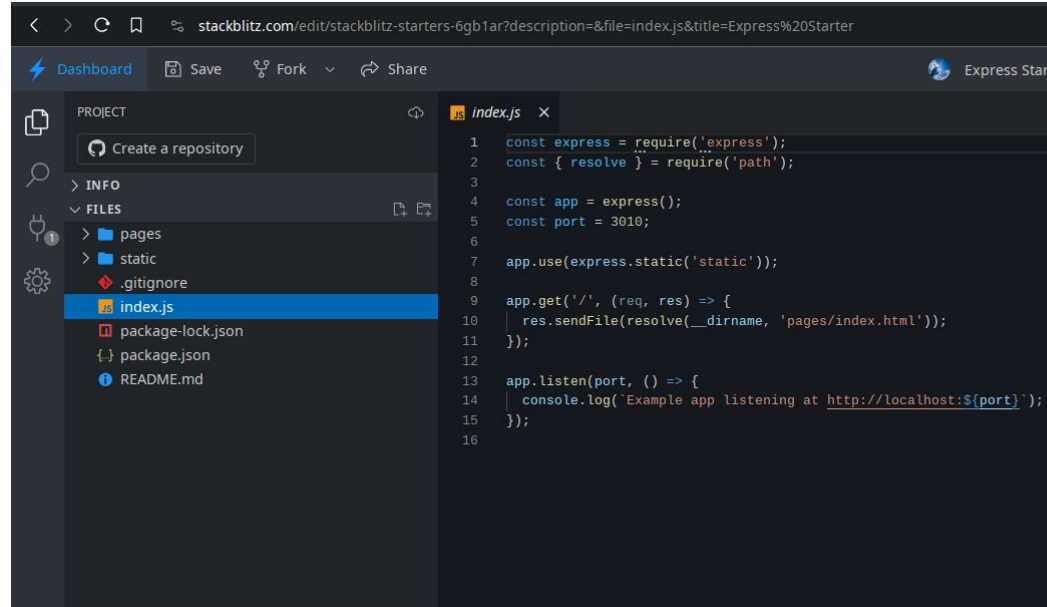 stackblitz.com/edit/stackblitz-starters-6gb1ar?description=&file=index.js&title=Express%20Starter
Dashboard Save Fork Share Express Star
PROJECT
Create a repository
INFO
FILES
pages
static
.gitignore
JS index.js
package-lock.json
{..} package.json
README.md
1
JS index.js
1 const express = require('express');
2 const { resolve } = require('path');
3
4 const app = express();
5 const port = 3010;
6
7 app.use(express.static('static'));
8
9 app.get('/', (req, res) => {
10 res.sendFile(resolve(__dirname, 'pages/index.html'));
11 });
12
13 app.listen(port, () => {
14 console.log(`Example app listening at http://localhost:${port}`);
15 });
16